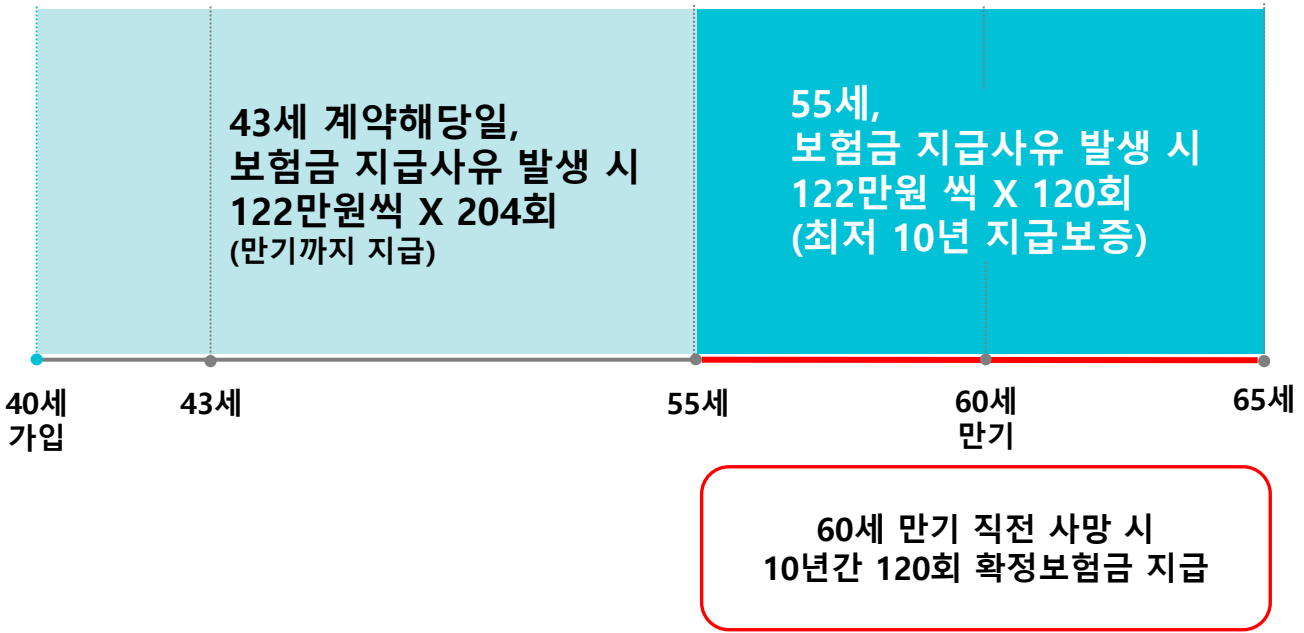 43세 계약해당일,
보험금 지급사유 발생 시
122만원씩 X 204회
(만기까지 지급)
55세,
보험금 지급사유 발생 시
122만원 씩 X 120회
(최저 10년 지급보증)
40세
가입
43세
55세
60세
만기
65세
60세 만기 직전 사망 시
10년간 120회 확정보험금 지급